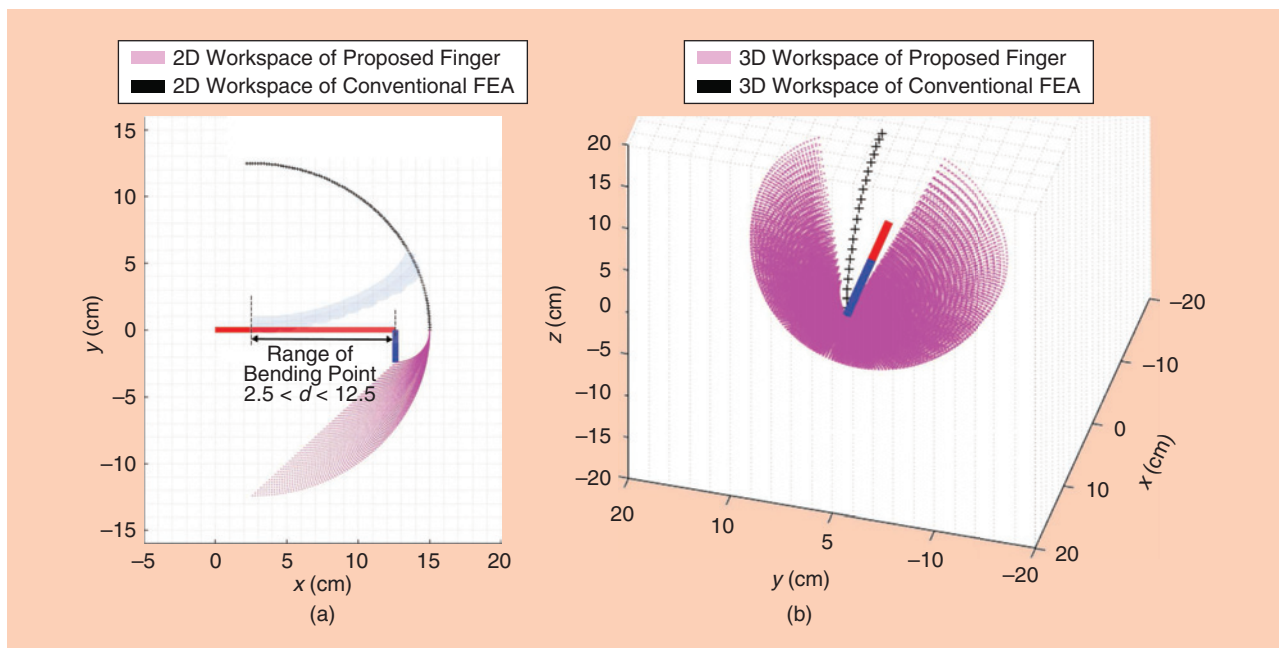 2D Workspace of Proposed Finger
2D Workspace of Conventional FEA
15
10
5
0
–5
–10
–15
y (cm)
Range of
Bending Point
2.5 < d < 12.5
–5
0
5
10
15
20
x (cm)
(a)
3D Workspace of Proposed Finger
3D Workspace of Conventional FEA
20
15
10
5
0
–5
–10
–15
–20
z (cm)
20
10
5
–10
–20
y (cm)
–20
–10
0
10
20
x (cm)
(b)